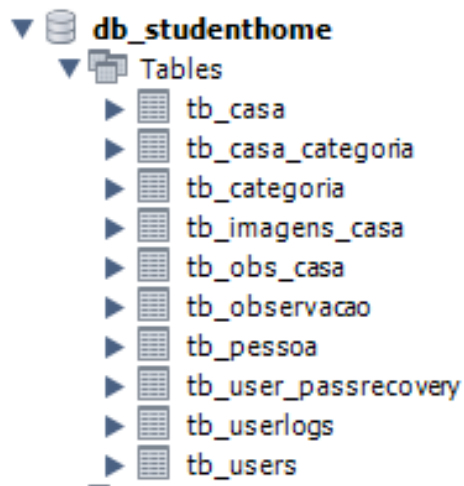 db_studenthome
Tables
tb_casa
tb_casa_categoria
tb_categoria
tb_imagens_casa
tb_obs_casa
tb_observacao
tb_pessoa
tb_user_passrecovery
tb_userlogs
tb_users